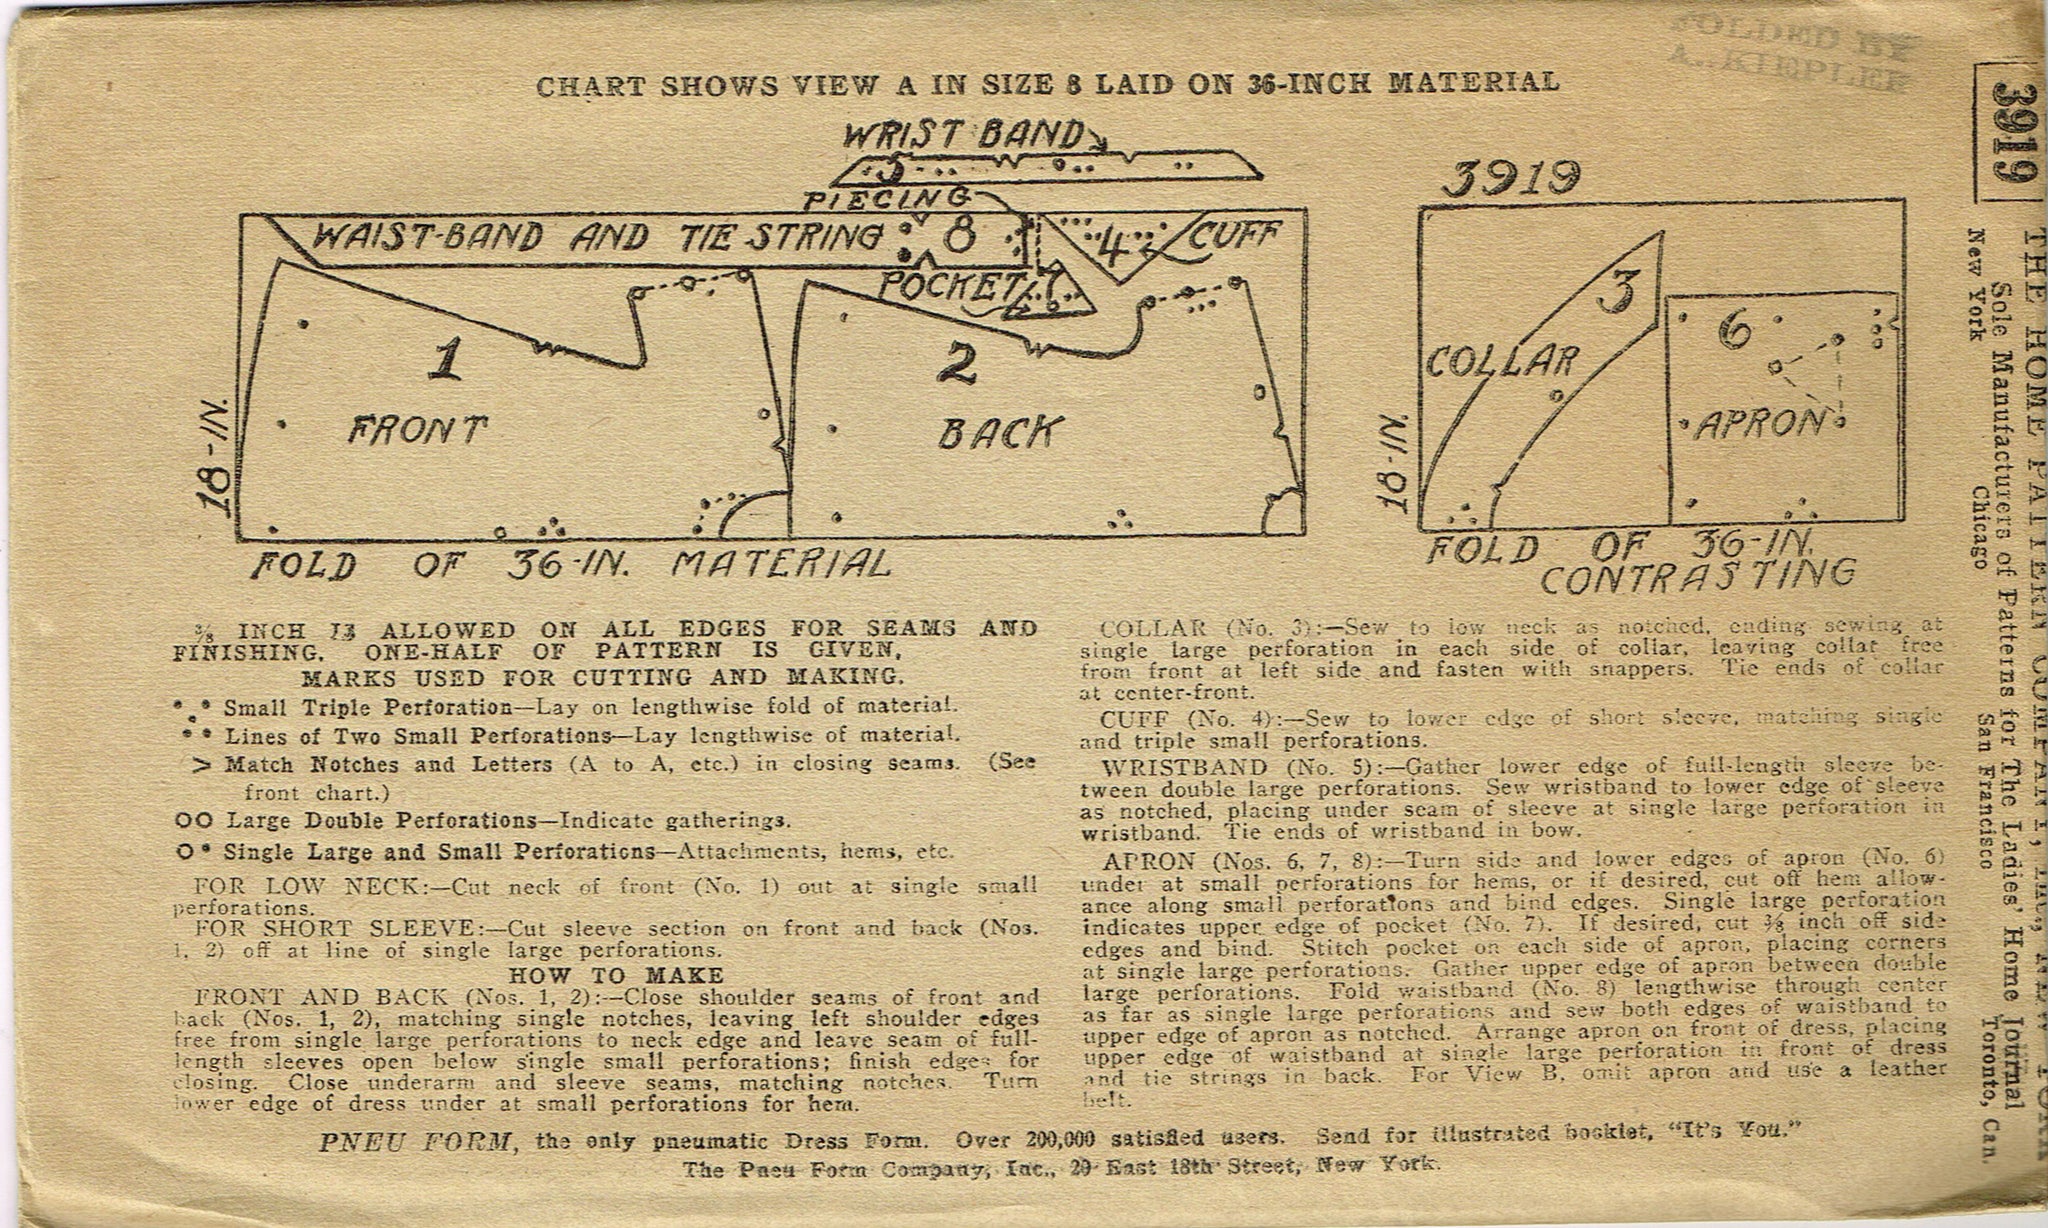 FOLDED BY
CHART SHOWS VIEW A IN SIZE 8 LAID ON 36-INCH MATERIAL
WRIST BAND
5
PIECING
WAIST-BAND AND TIE STRING 8
4 CUFF
POCKET 7
1
FRONT
2
BACK
18-IN.
FOLD OF 36-IN. MATERIAL
3919
3
COLLAR
6
APRON
18-IN.
FOLD OF 36-IN.
CONTRASTING
⅜ INCH IS ALLOWED ON ALL EDGES FOR SEAMS AND
FINISHING. ONE-HALF OF PATTERN IS GIVEN.
MARKS USED FOR CUTTING AND MAKING.
Small Triple Perforation—Lay on lengthwise fold of material.
Lines of Two Small Perforations—Lay lengthwise of material.
> Match Notches and Letters (A to A, etc.) in closing seams. (See
front chart.)
OO Large Double Perforations—Indicate gatherings.
O• Single Large and Small Perforations—Attachments, hems, etc.
FOR LOW NECK:—Cut neck of front (No. 1) out at single small
perforations.
FOR SHORT SLEEVE:—Cut sleeve section on front and back (Nos.
1, 2) off at line of single large perforations.
HOW TO MAKE
FRONT AND BACK (Nos. 1, 2):—Close shoulder seams of front and
back (Nos. 1, 2), matching single notches, leaving left shoulder edges
free from single large perforations to neck edge and leave seam of full-
length sleeves open below single small perforations; finish edges for
closing. Close underarm and sleeve seams, matching notches. Turn
lower edge of dress under at small perforations for hem.
COLLAR (No. 3):—Sew to low neck as notched, ending sewing at
single large perforation in each side of collar, leaving collar free
from front at left side and fasten with snappers. Tie ends of collar
at center-front.
CUFF (No. 4):—Sew to lower edge of short sleeve, matching single
and triple small perforations.
WRISTBAND (No. 5):—Gather lower edge of full-length sleeve be-
tween double large perforations. Sew wristband to lower edge of sleeve
as notched, placing under seam of sleeve at single large perforation in
wristband. Tie ends of wristband in bow.
APRON (Nos. 6, 7, 8):—Turn side and lower edges of apron (No. 6)
under at small perforations for hems, or if desired, cut off hem allow-
ance along small perforations and bind edges. Single large perforation
indicates upper edge of pocket (No. 7). If desired, cut ⅜ inch off side
edges and bind. Stitch pocket on each side of apron, placing corners
at single large perforations. Gather upper edge of apron between double
large perforations. Fold waistband (No. 8) lengthwise through center
as far as single large perforations and sew both edges of waistband to
upper edge of apron as notched. Arrange apron on front of dress, placing
upper edge of waistband at single large perforation in front of dress
and tie strings in back. For View B, omit apron and use a leather
belt.
PNEU FORM, the only pneumatic Dress Form. Over 200,000 satisfied users. Send for illustrated booklet, "It's You."
The Pneu Form Company, Inc., 29 East 18th Street, New York.
3919
THE HOME PATTERN COMPANY, INC., NEW YORK
Sole Manufacturers of Patterns for The Ladies' Home Journal
New York Chicago San Francisco Toronto, Can.